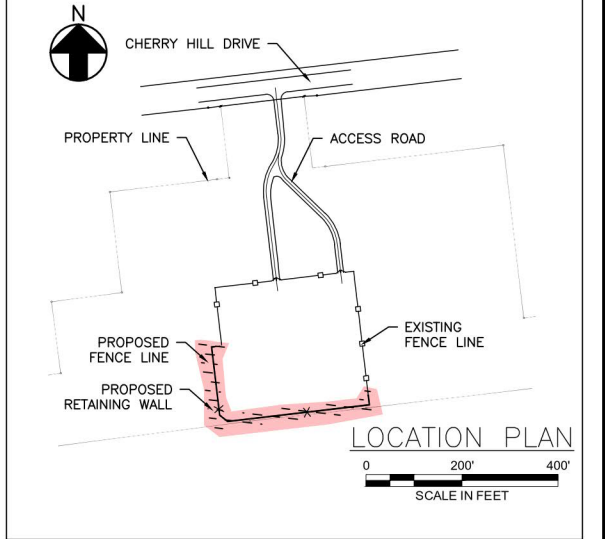 N
CHERRY HILL DRIVE
PROPERTY LINE
ACCESS ROAD
PROPOSED
FENCE LINE
EXISTING
FENCE LINE
PROPOSED
RETAINING WALL
LOCATION PLAN
0 200' 400'
SCALE IN FEET